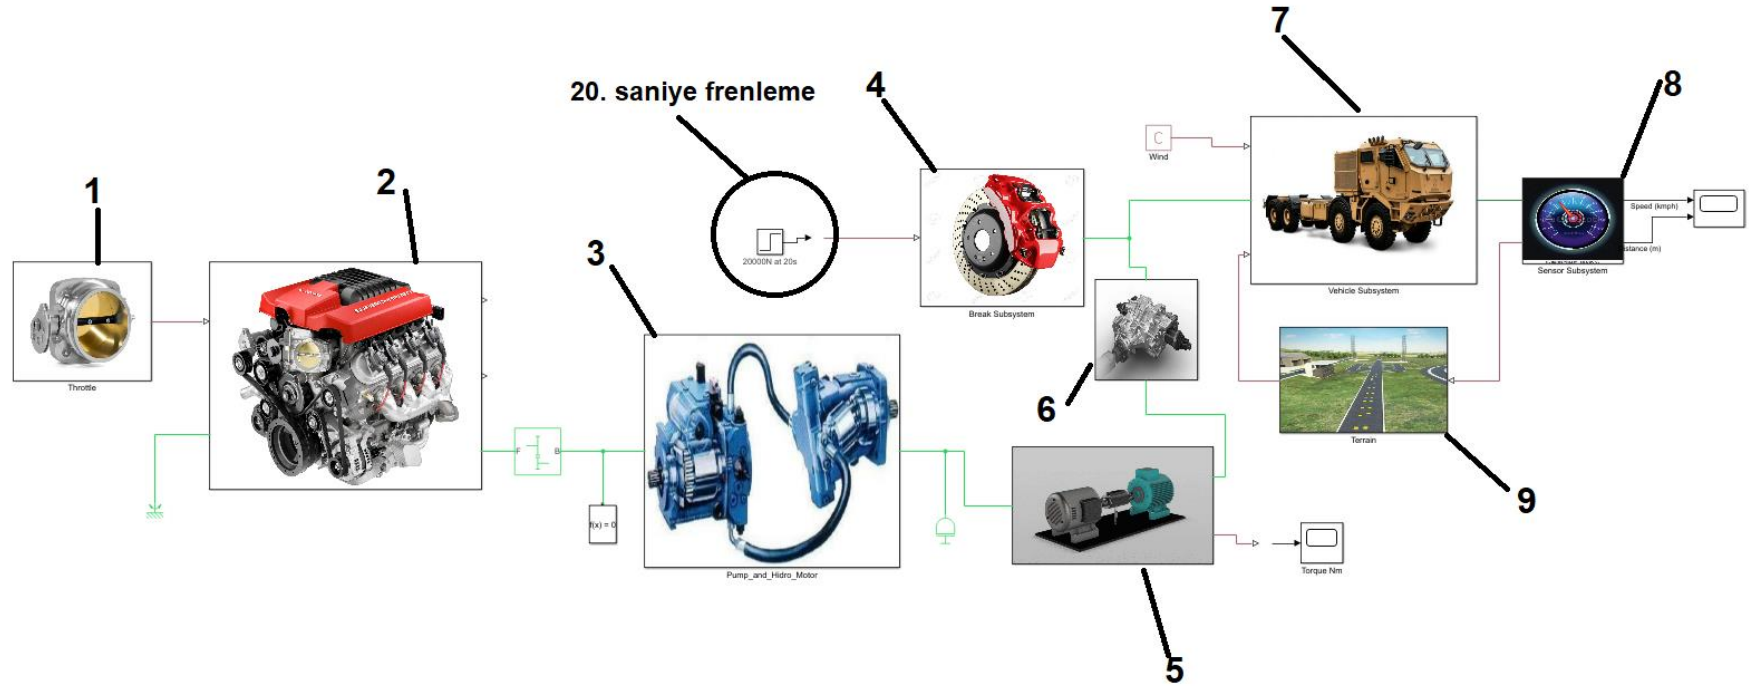 7
20. saniye frenleme
4
8
C
Wind
1
2
Speed (kmph)
3
20000N at 20s
istance (m)
Sensor Subsystem
Vehicle Subsystem
Break Subsystem
Throttle
6
Terrain
F
B
9
f(x) = 0
Pump_and_Hidro_Motor
Torque Nm
5